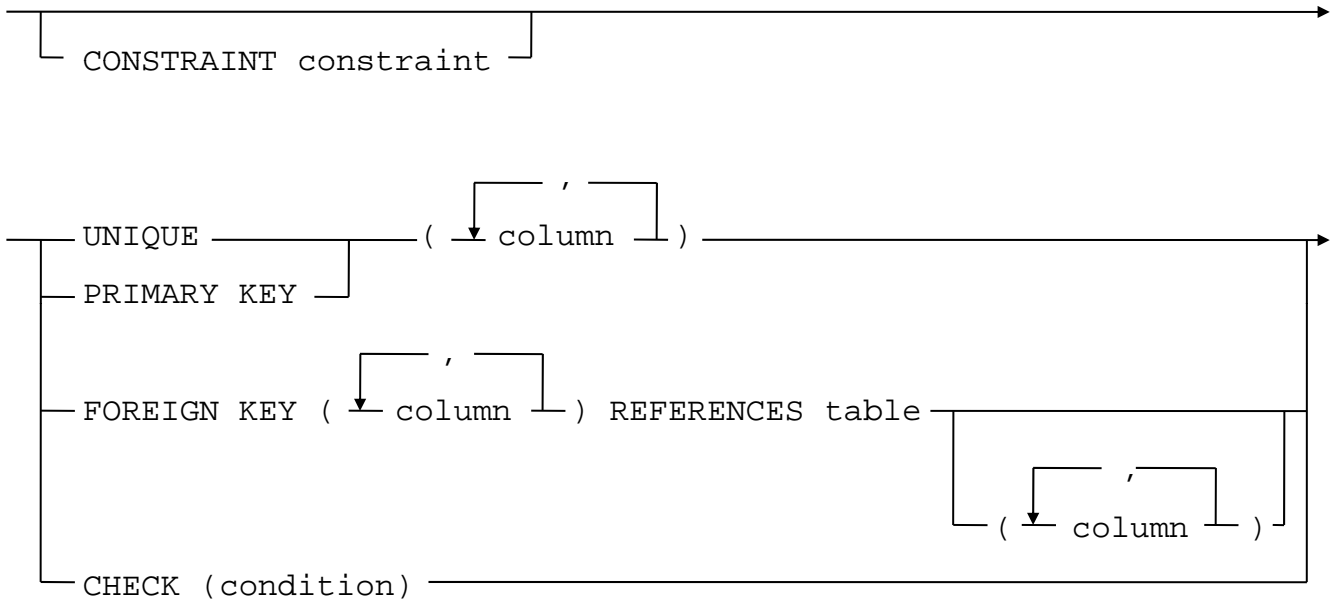 CONSTRAINT constraint
,
UNIQUE ( column )
PRIMARY KEY
,
FOREIGN KEY ( column ) REFERENCES table
,
( column )
CHECK (condition)